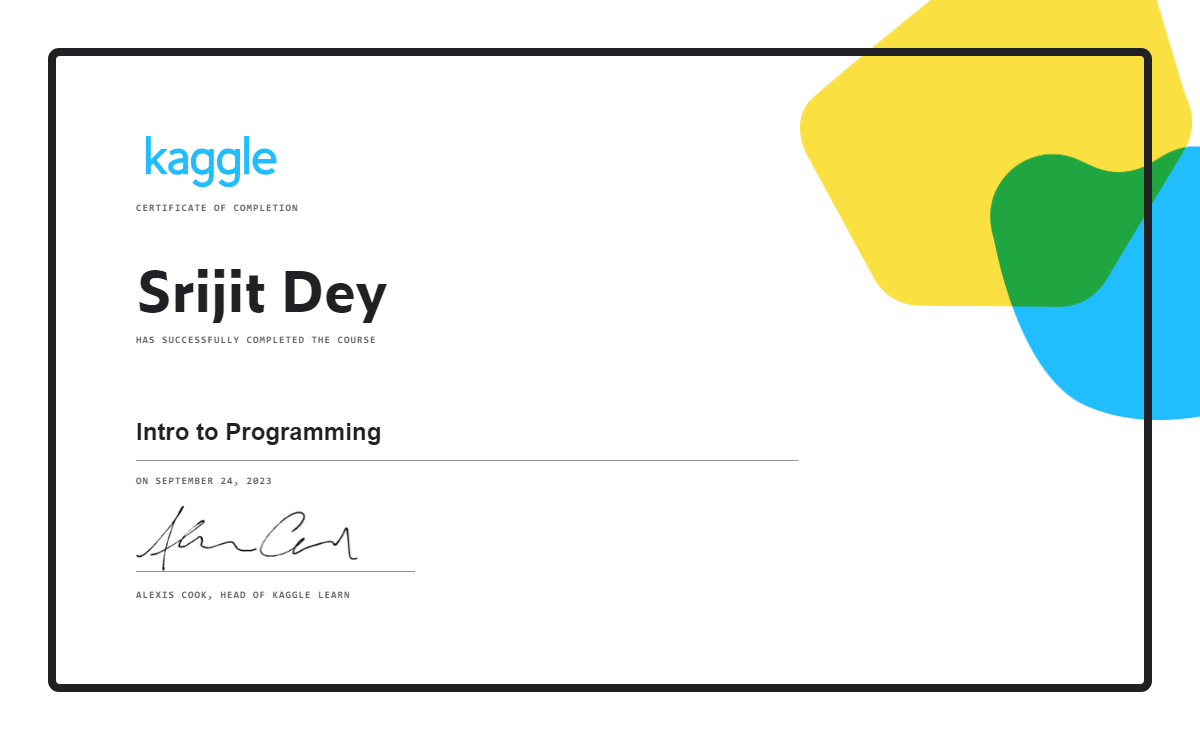 kaggle
CERTIFICATE OF COMPLETION
Srijit Dey
HAS SUCCESSFULLY COMPLETED THE COURSE
Intro to Programming
ON SEPTEMBER 24, 2023
Alexis Cook
ALEXIS COOK, HEAD OF KAGGLE LEARN